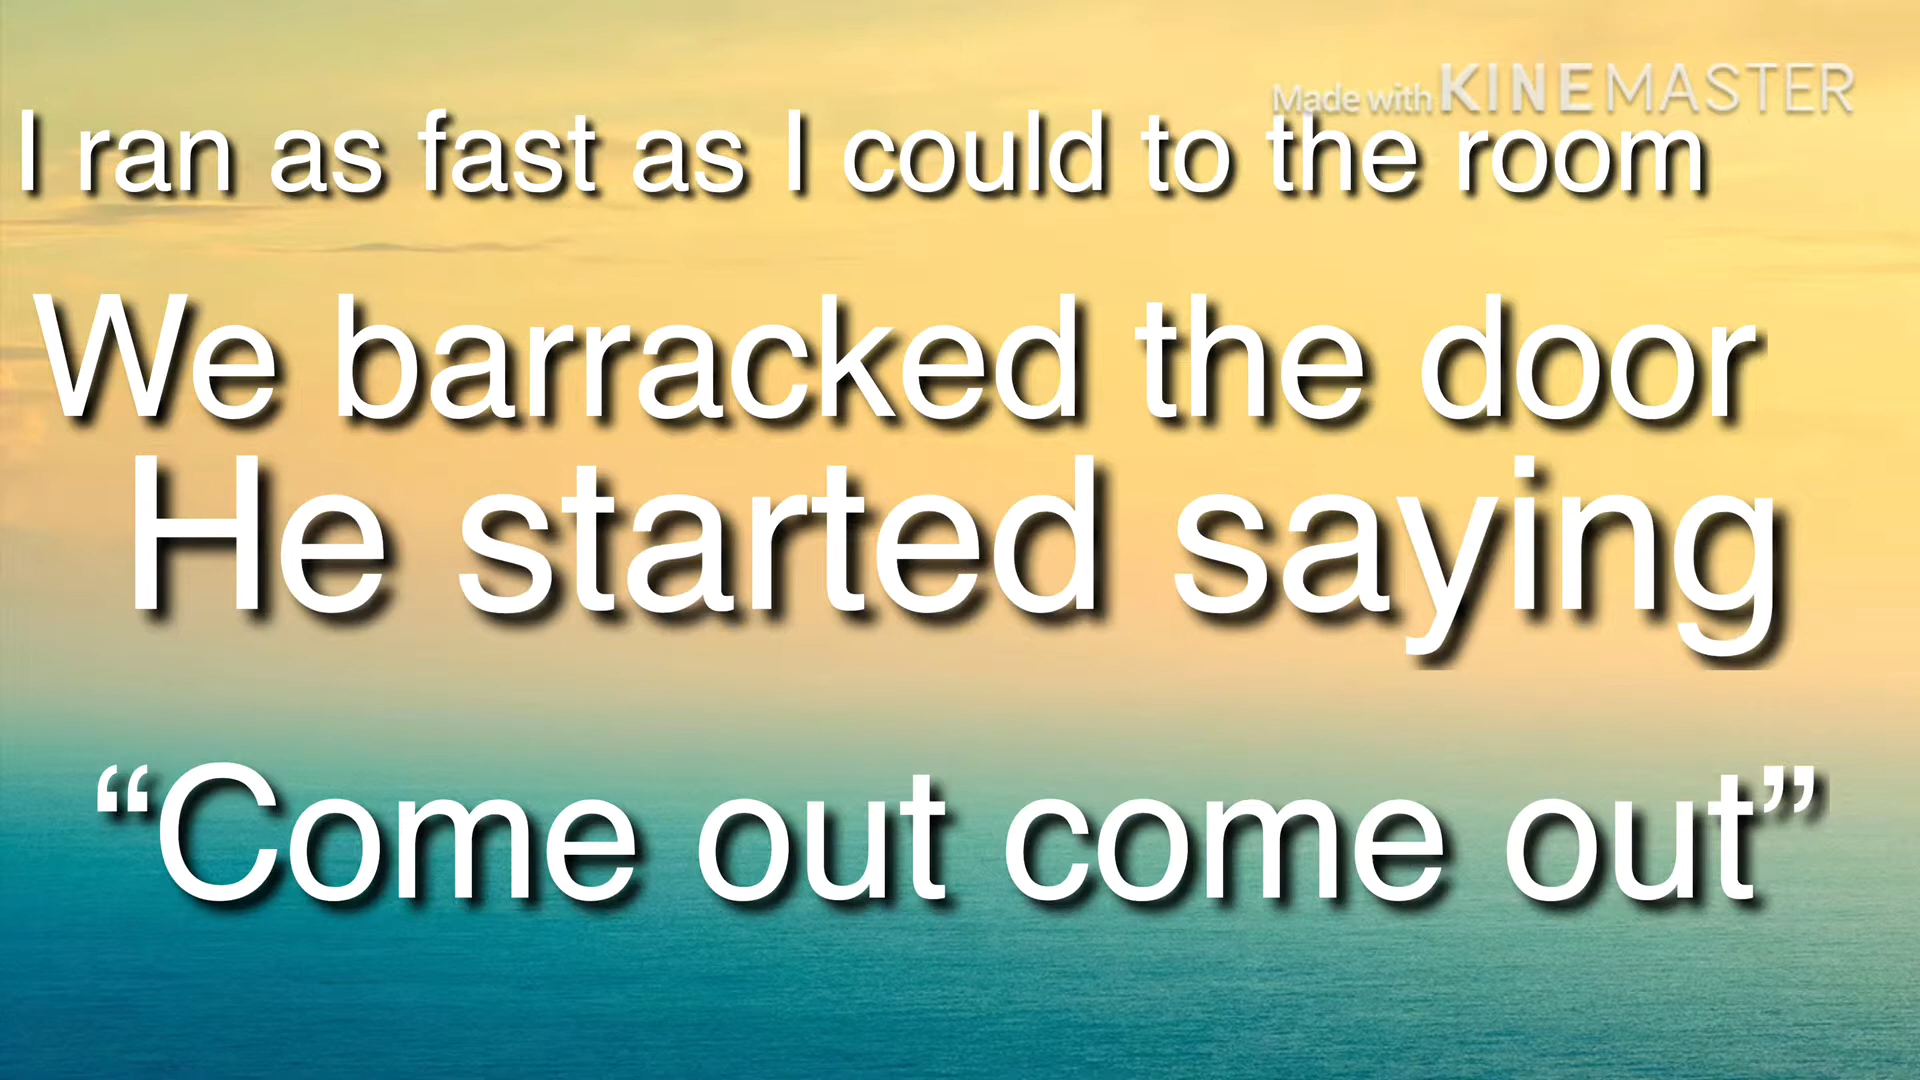 Made with KINEMASTER
I ran as fast as I could to the room
We barracked the door
He started saying
“Come out come out”